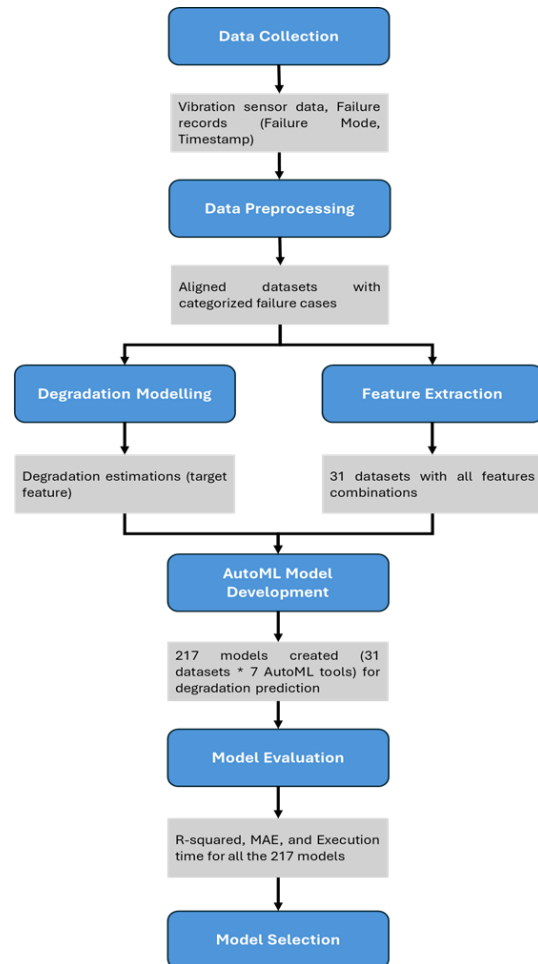 Data Collection
Vibration sensor data, Failure
records (Failure Mode,
Timestamp)
Data Preprocessing
Aligned datasets with
categorized failure cases
Degradation Modelling
Feature Extraction
Degradation estimations (target
feature)
31 datasets with all features
combinations
AutoML Model
Development
217 models created (31
datasets * 7 AutoML tools) for
degradation prediction
Model Evaluation
R-squared, MAE, and Execution
time for all the 217 models
Model Selection